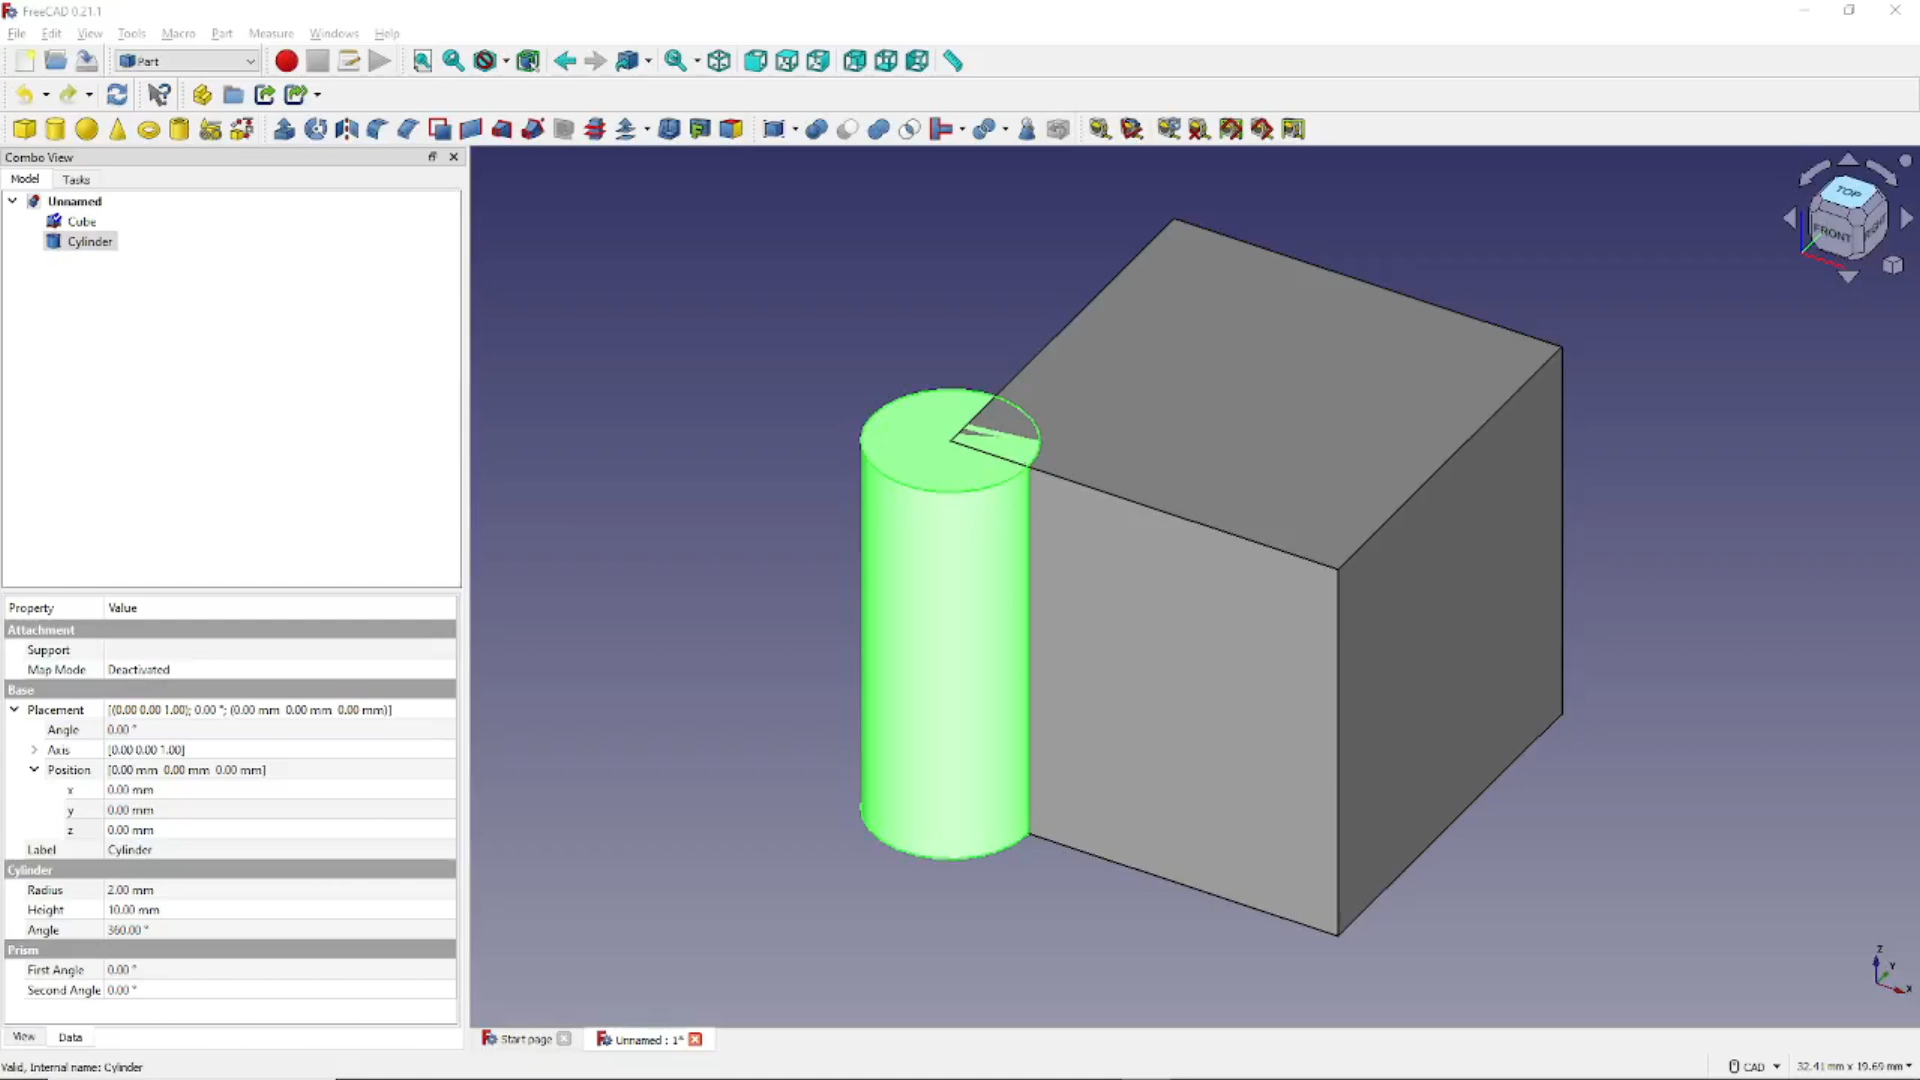 FreeCAD 0.21.1
File Edit View Tools Macro Part Measure Windows Help
Part
Combo View
Model Tasks
Unnamed
Cube
Cylinder
TOP
FRONT
RIGHT
Property Value
Attachment
Support
Map Mode Deactivated
Base
Placement [(0.00 0.00 1.00); 0.00 °; (0.00 mm 0.00 mm 0.00 mm)]
Angle 0.00 °
Axis [0.00 0.00 1.00]
Position [0.00 mm 0.00 mm 0.00 mm]
x 0.00 mm
y 0.00 mm
z 0.00 mm
Label Cylinder
Cylinder
Radius 2.00 mm
Height 10.00 mm
Angle 360.00 °
Prism
First Angle 0.00 °
Second Angle 0.00 °
Z
Y
X
View Data
Start page Unnamed : 1*
Valid, Internal name: Cylinder
CAD 32.41 mm x 19.69 mm